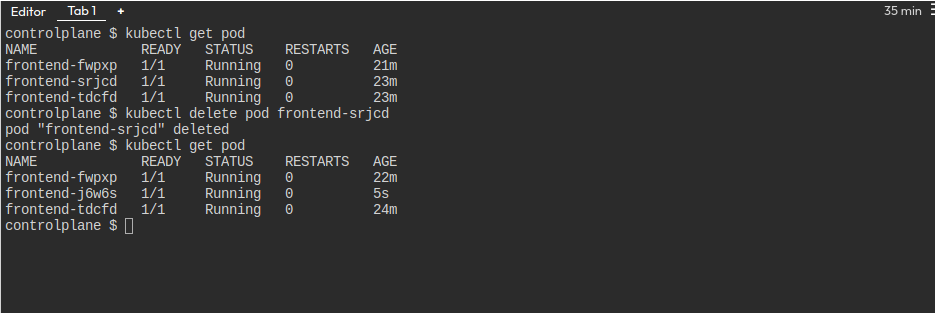 Editor Tab 1 + 35 min
controlplane $ kubectl get pod
NAME READY STATUS RESTARTS AGE
frontend-fwpxp 1/1 Running 0 21m
frontend-srjcd 1/1 Running 0 23m
frontend-tdcfd 1/1 Running 0 23m
controlplane $ kubectl delete pod frontend-srjcd
pod "frontend-srjcd" deleted
controlplane $ kubectl get pod
NAME READY STATUS RESTARTS AGE
frontend-fwpxp 1/1 Running 0 22m
frontend-j6w6s 1/1 Running 0 5s
frontend-tdcfd 1/1 Running 0 24m
controlplane $